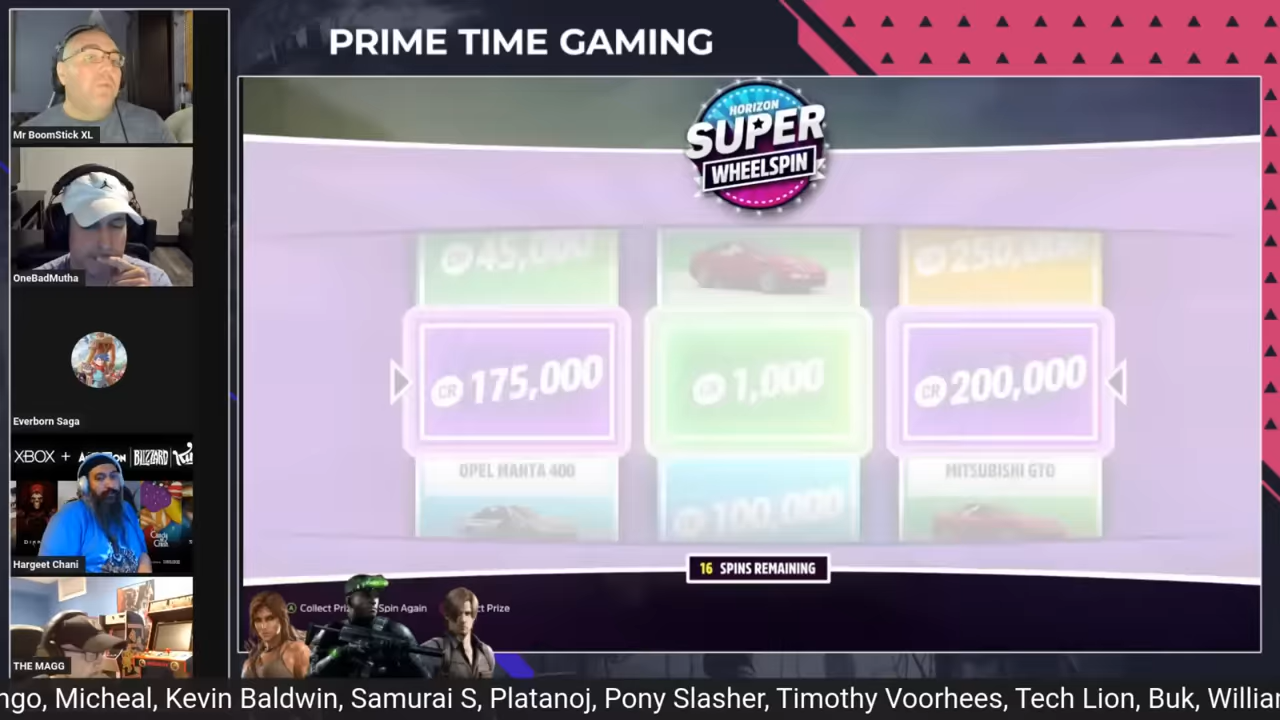 PRIME TIME GAMING
Mr BoomStick XL
OneBadMutha
Everborn Saga
XBOX +
BLIZZARD
Hargeet Chani
THE MAGG
HORIZON
SUPER
WHEELSPIN
CR 45,000
250,000
CR 175,000
CR 1,000
CR 200,000
OPEL MANTA 400
100,000
MITSUBISHI GTO
16 SPINS REMAINING
A Collect Spin Again Prize
ngo, Micheal, Kevin Baldwin, Samurai S, Platanoj, Pony Slasher, Timothy Voorhees, Tech Lion, Buk, Willian